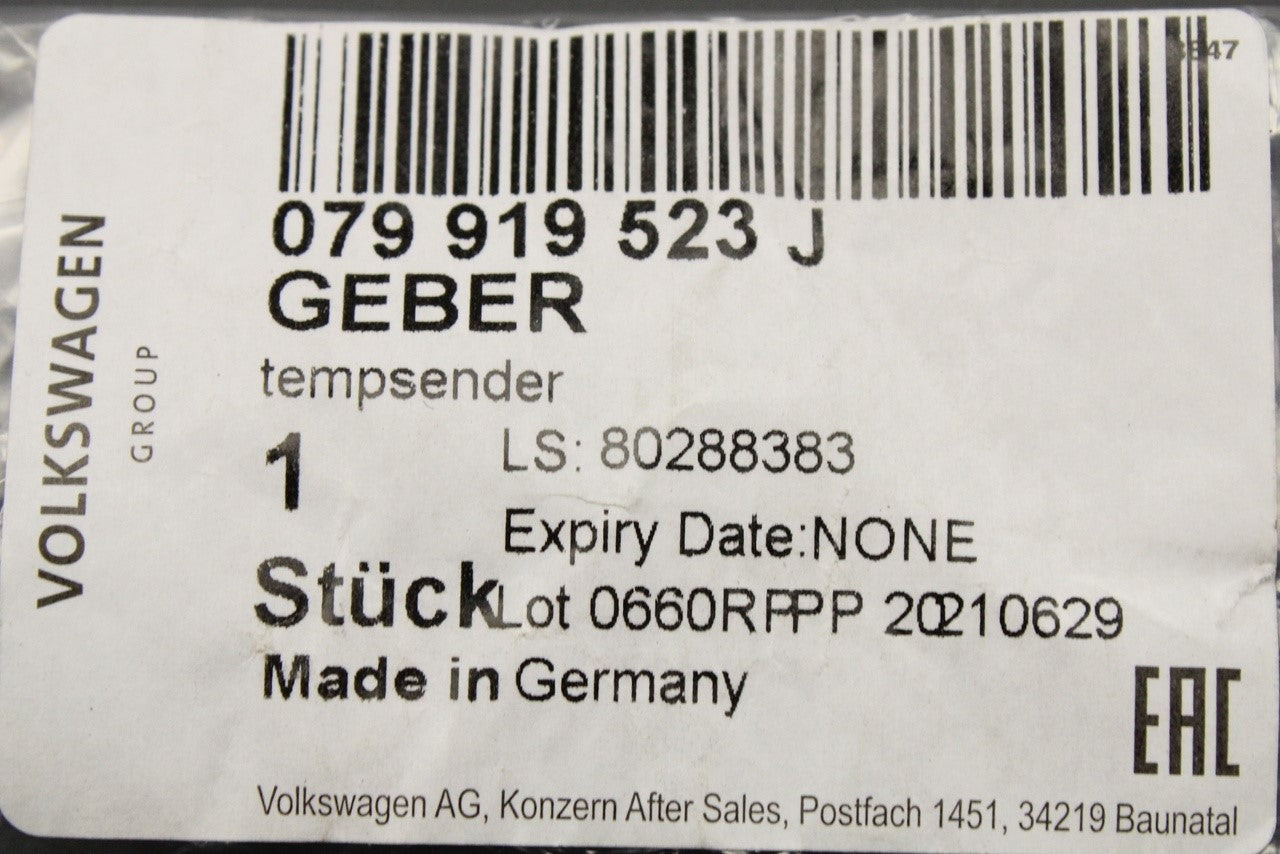 079 919 523 J
GEBER
tempsender
1
LS: 80288383
Expiry Date:NONE
Stück
Lot 0660RPPP 20210629
Made in Germany
EAC
Volkswagen AG, Konzern After Sales, Postfach 1451, 34219 Baunatal
VOLKSWAGEN
GROUP